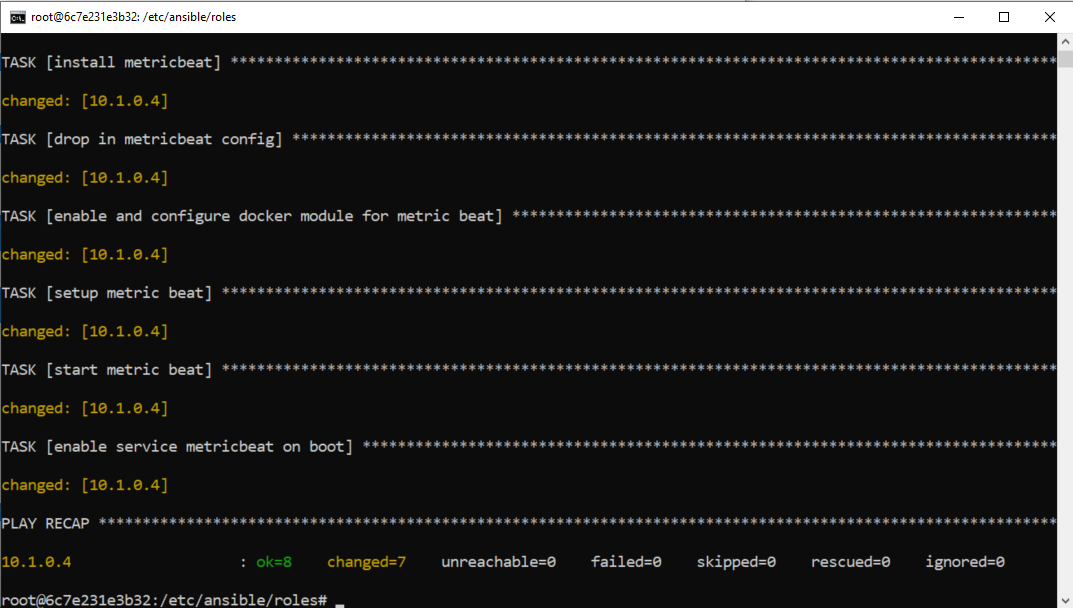 root@6c7e231e3b32: /etc/ansible/roles
TASK [install metricbeat] **********************************************************************************************
changed: [10.1.0.4]
TASK [drop in metricbeat config] ***************************************************************************************
changed: [10.1.0.4]
TASK [enable and configure docker module for metric beat] **************************************************************
changed: [10.1.0.4]
TASK [setup metric beat] ***********************************************************************************************
changed: [10.1.0.4]
TASK [start metric beat] ***********************************************************************************************
changed: [10.1.0.4]
TASK [enable service metricbeat on boot] *******************************************************************************
changed: [10.1.0.4]
PLAY RECAP *************************************************************************************************************
10.1.0.4                   : ok=8    changed=7    unreachable=0    failed=0    skipped=0    rescued=0    ignored=0
root@6c7e231e3b32:/etc/ansible/roles# _